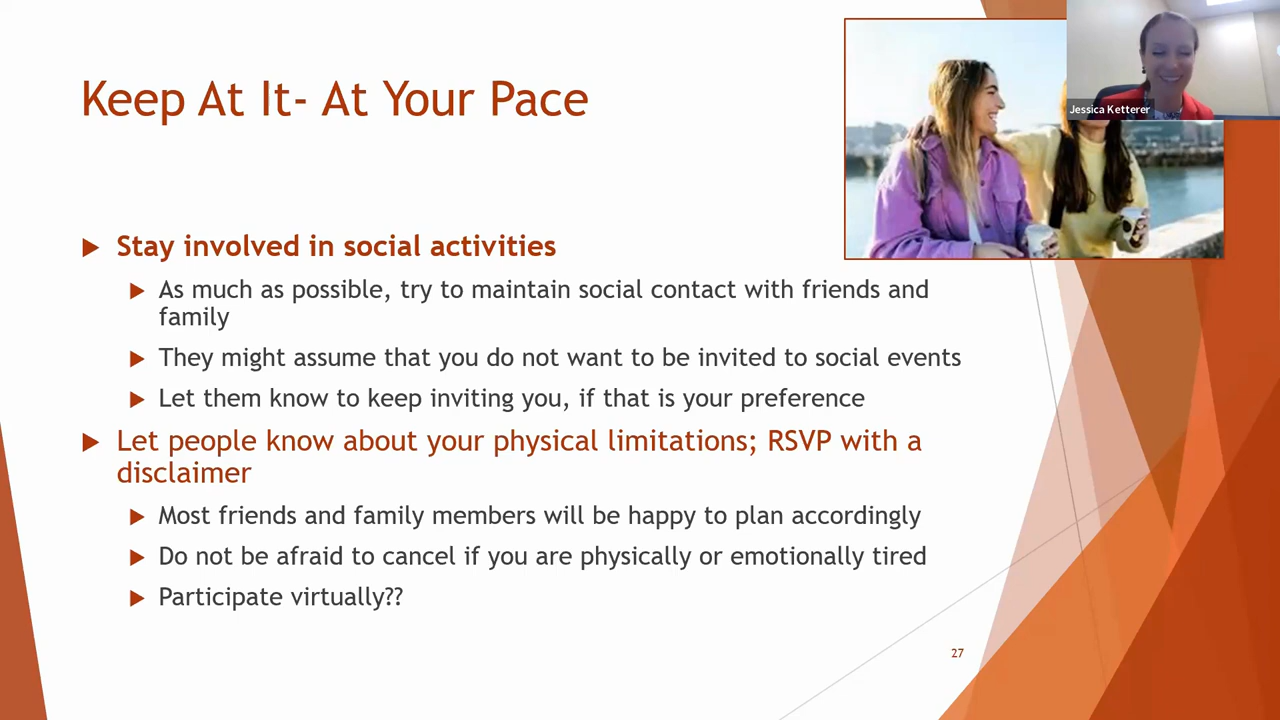 Keep At It- At Your Pace
Jessica Ketterer
Stay involved in social activities
As much as possible, try to maintain social contact with friends and
family
They might assume that you do not want to be invited to social events
Let them know to keep inviting you, if that is your preference
Let people know about your physical limitations; RSVP with a
disclaimer
Most friends and family members will be happy to plan accordingly
Do not be afraid to cancel if you are physically or emotionally tired
Participate virtually??
27